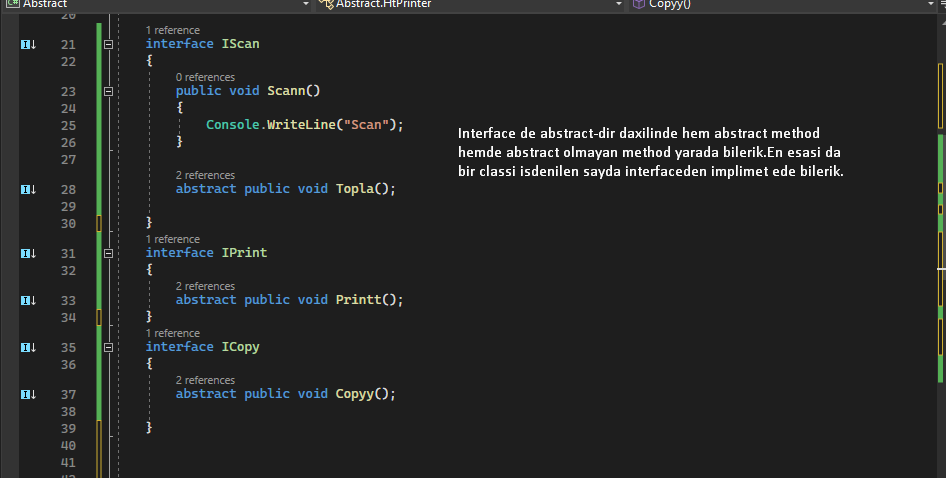 C# Abstract
Abstract.HtPrinter
Copyy()
20
1 reference
21 interface IScan
22 {
0 references
23 public void Scann()
24 {
25 Console.WriteLine("Scan");
26 }
27
2 references
28 abstract public void Topla();
29
30 }
1 reference
31 interface IPrint
32 {
2 references
33 abstract public void Printt();
34 }
1 reference
35 interface ICopy
36 {
2 references
37 abstract public void Copyy();
38
39 }
40
41
Interface de abstract-dir daxilinde hem abstract method
hemde abstract olmayan method yarada bilerik.En esasi da
bir classi isdenilen sayda interfaceden implimet ede bilerik.